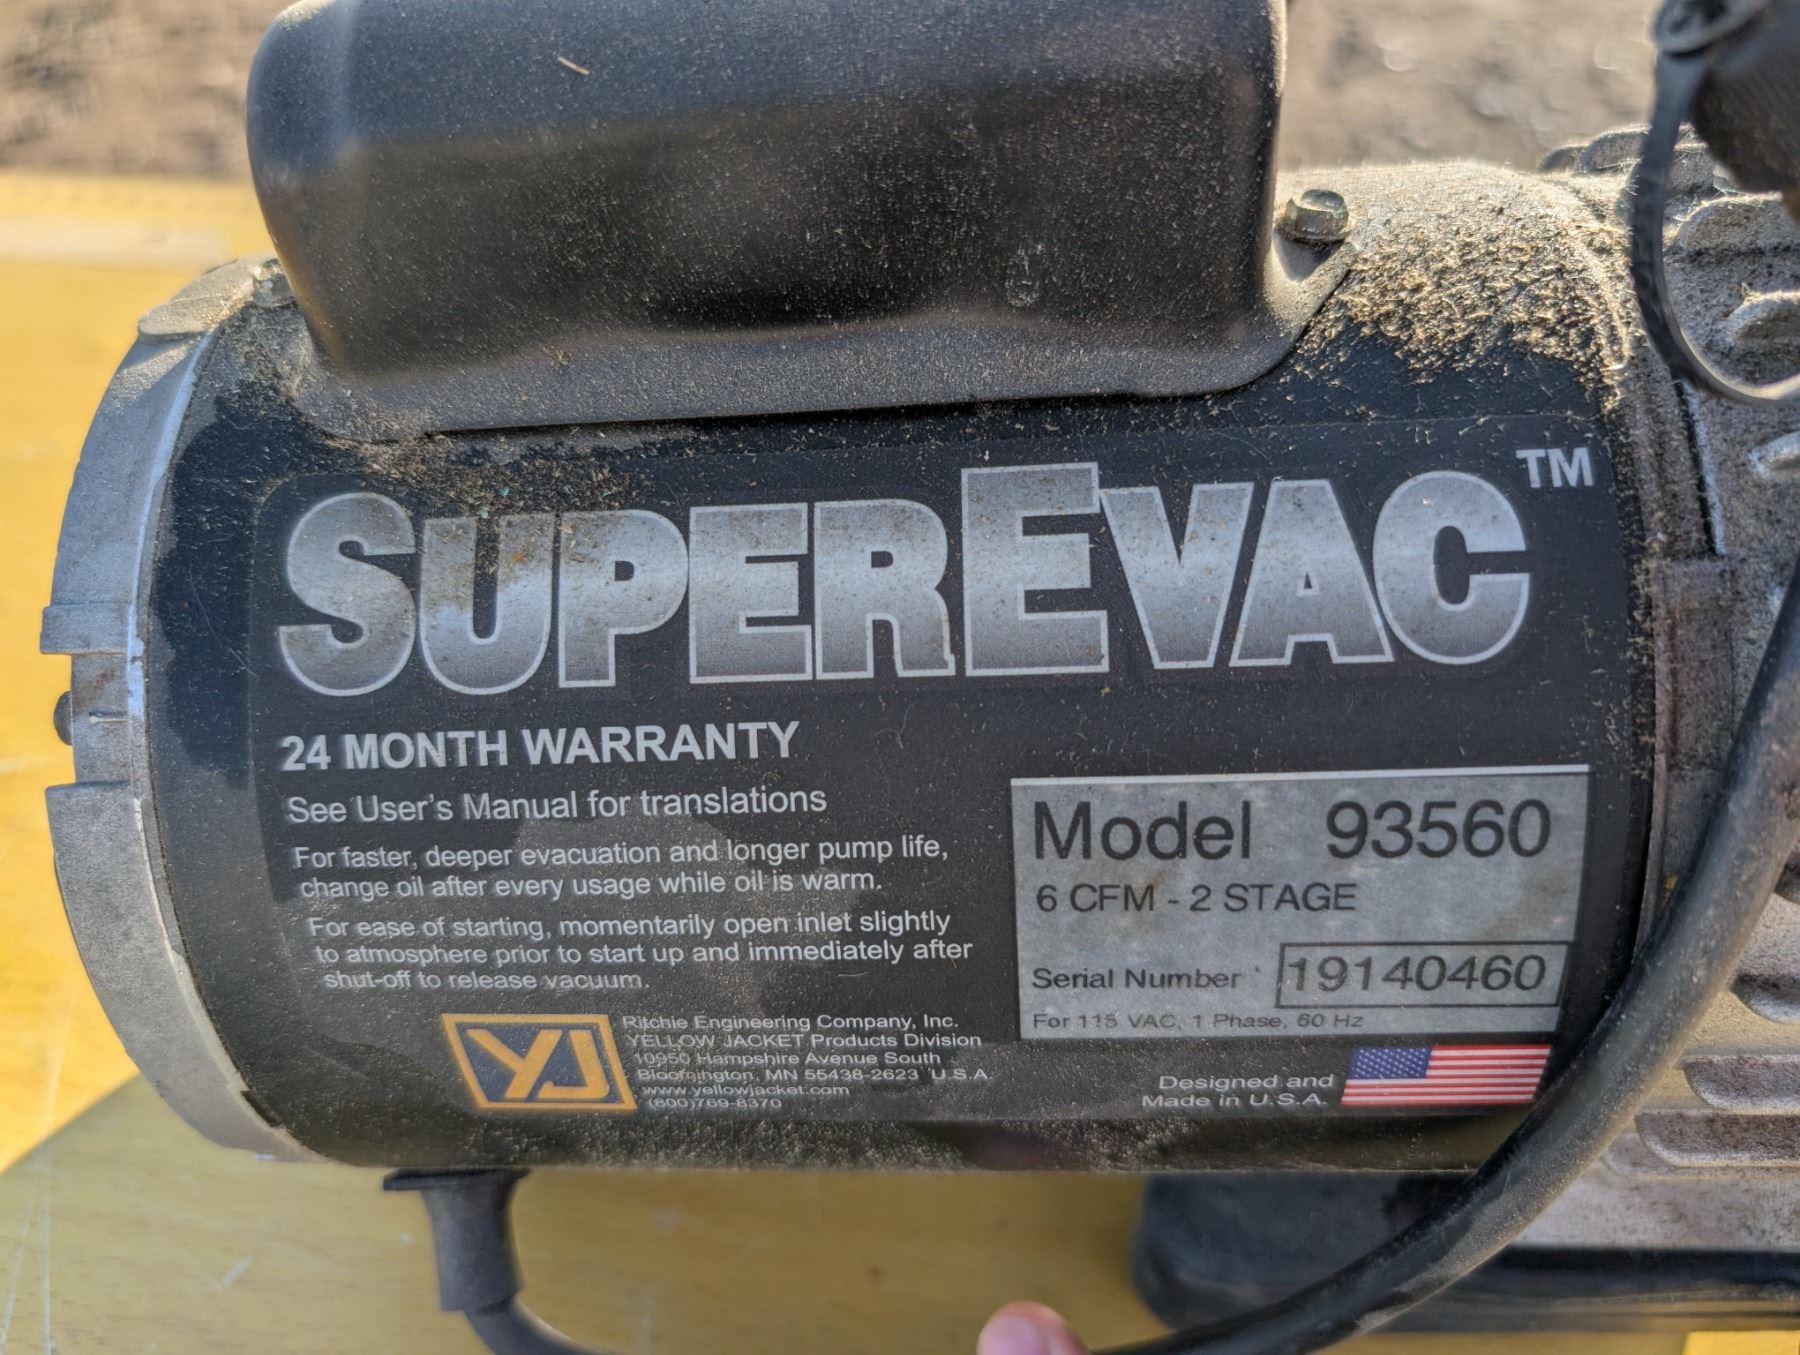 SUPEREVAC™
24 MONTH WARRANTY
See User's Manual for translations
For faster, deeper evacuation and longer pump life,
change oil after every usage while oil is warm.
For ease of starting, momentarily open inlet slightly
to atmosphere prior to start up and immediately after
shut-off to release vacuum.
YJ
Ritchie Engineering Company, Inc.
YELLOW JACKET Products Division
10950 Hampshire Avenue South
Bloomington, MN 55438-2623 U.S.A.
www.yellowjacket.com
(800)769-8370
Model 93560
6 CFM - 2 STAGE
Serial Number 19140460
For 115 VAC, 1 Phase, 60 Hz
Designed and
Made in U.S.A.